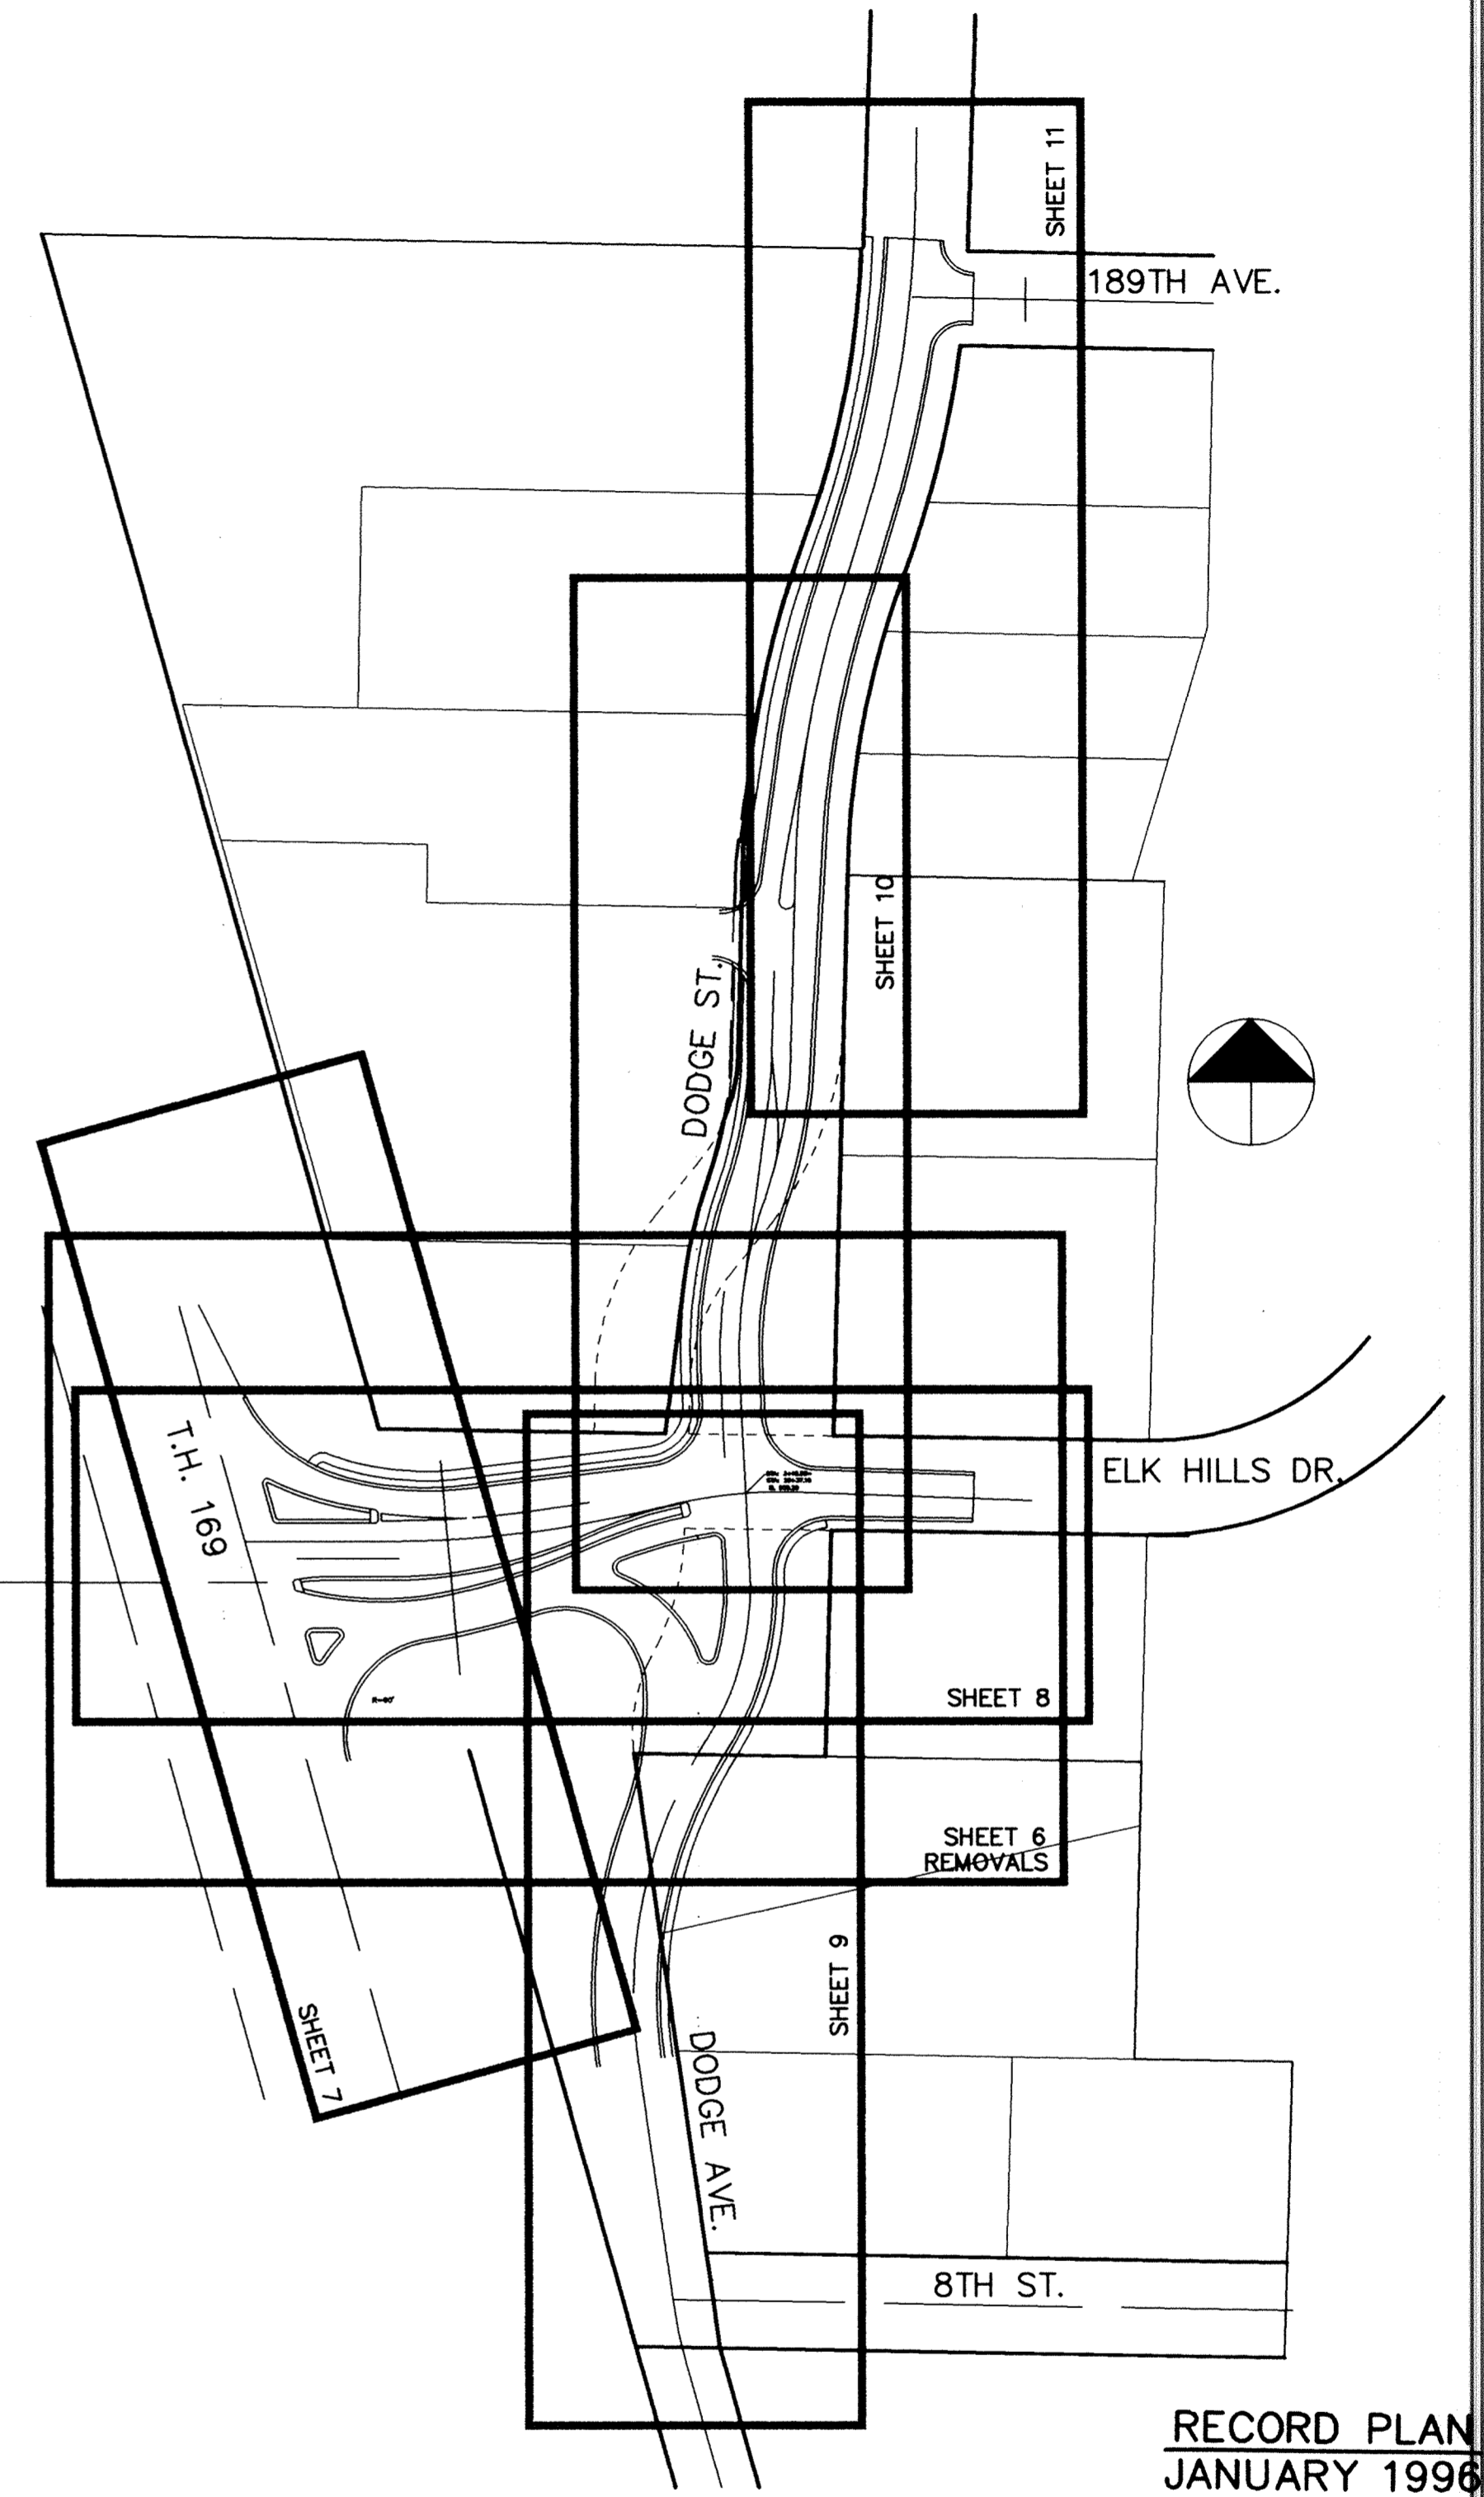 SHEET 11
189TH AVE.
SHEET 10
DODGE ST.
T.H. 169
ELK HILLS DR.
R=60'
SHEET 8
SHEET 6
REMOVALS
SHEET 9
SHEET 7
DODGE AVE.
8TH ST.
RECORD PLAN
JANUARY 1996